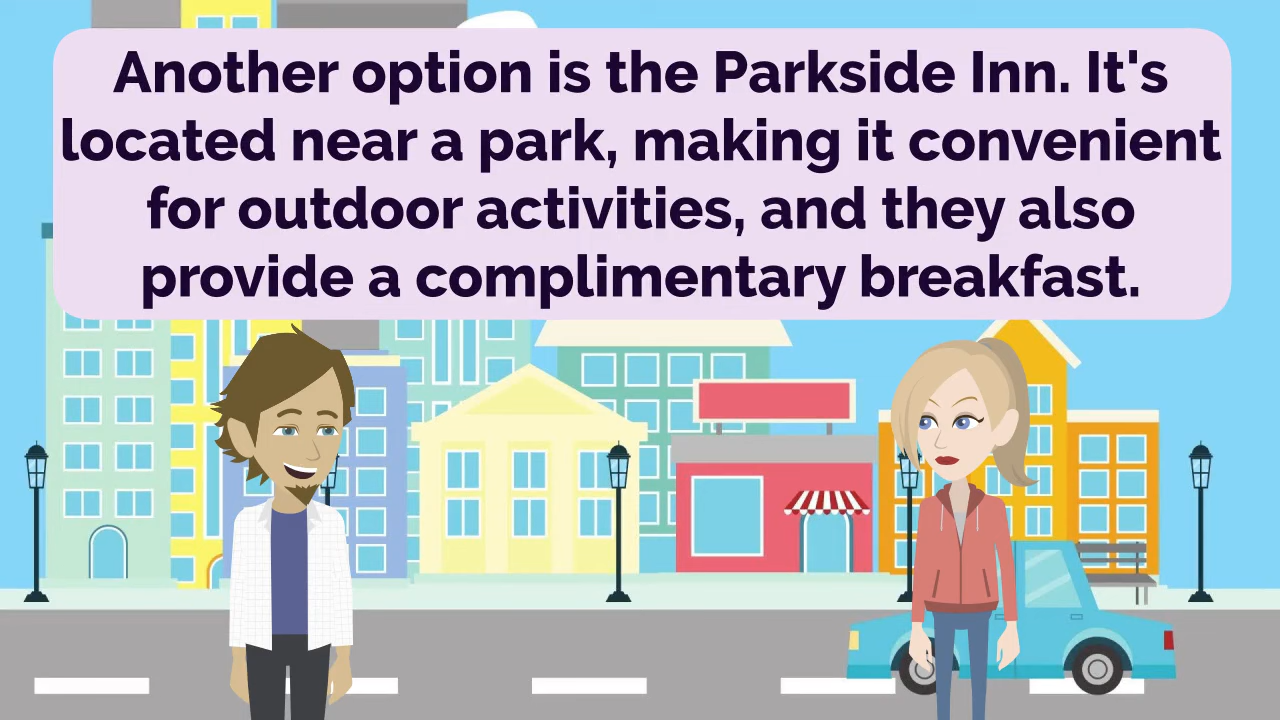 Another option is the Parkside Inn. It's
located near a park, making it convenient
for outdoor activities, and they also
provide a complimentary breakfast.